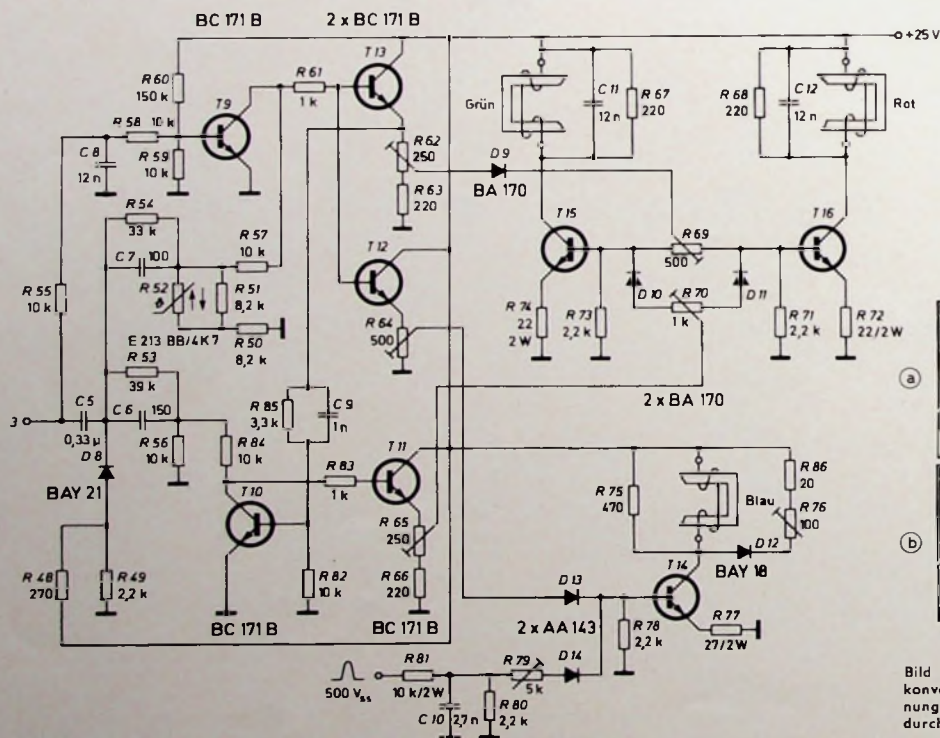 BC 171 B
2 x BC 171 B
+25 V
T 13
R 60
150 k
R 61
1 k
T 9
R 58
10 k
C 8
12 n
R 59
10 k
R 62
250
R 63
220
Grün
C 11
12 n
R 67
220
R 68
220
C 12
12 n
Rot
D 9
BA 170
R 54
33 k
C 7
100
R 57
10 k
R 55
10 k
R 52
ϑ
R 51
8,2 k
R 50
8,2 k
E 213 BB/4K7
T 12
R 64
500
T 15
T 16
R 69
500
D 10
D 11
R 70
1 k
R 74
22
2 W
R 73
2,2 k
R 71
2,2 k
R 72
22/2 W
2 x BA 170
a
R 53
39 k
3
C 5
0,33 µ
C 6
150
R 56
10 k
R 84
10 k
D 8
BAY 21
R 85
3,3 k
C 9
1 n
R 83
1 k
T 11
T 10
R 65
250
R 66
220
R 82
10 k
R 48
270
R 49
2,2 k
BC 171 B
BC 171 B
R 75
470
Blau
R 86
20
R 76
100
D 12
BAY 18
b
T 14
D 13
2 x AA 143
R 78
2,2 k
R 77
27/2 W
R 81
10 k/2 W
500 Vss
C 10
2,7 n
R 80
2,2 k
R 79
5 k
D 14
Bild
konve
nung
durch